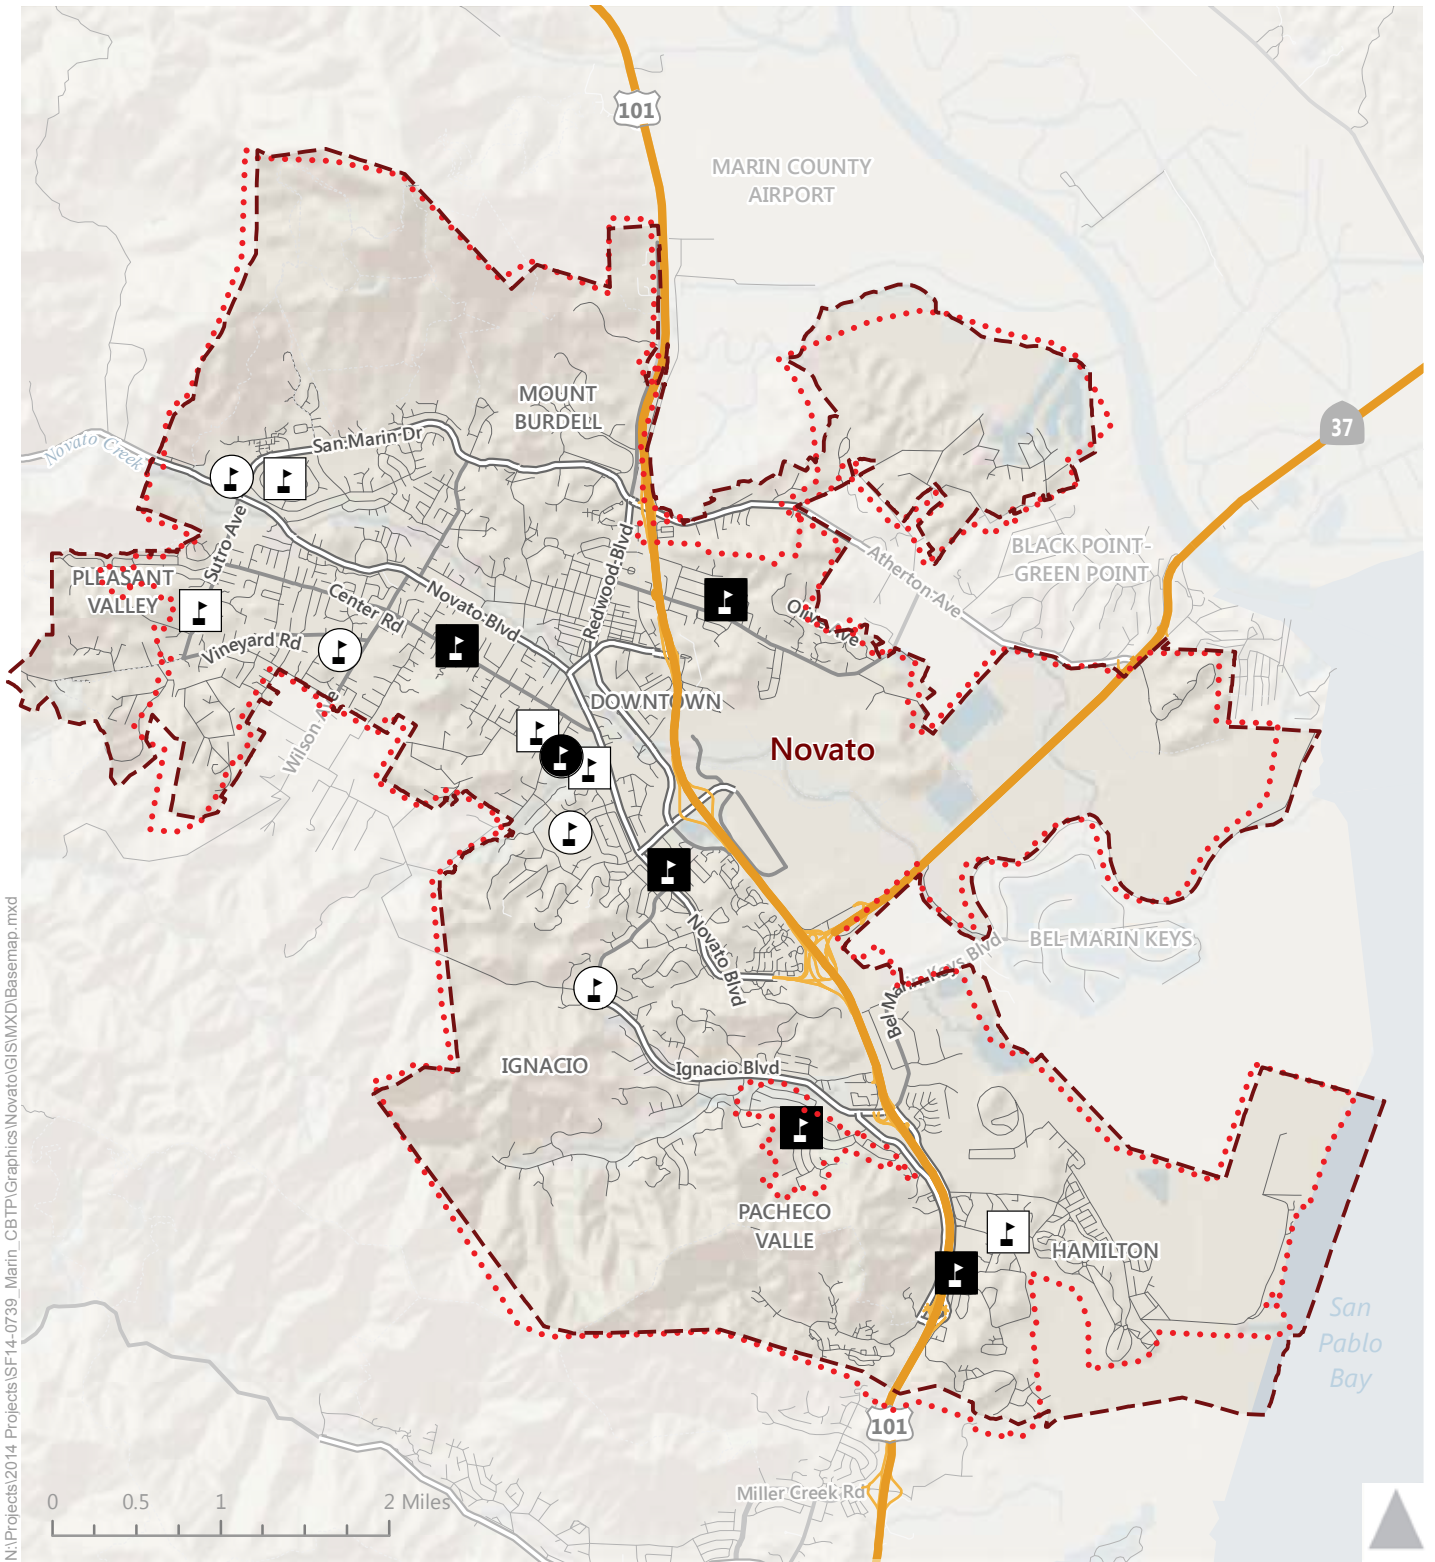 101
MARIN COUNTY
AIRPORT
MOUNT
BURDELL
37
San Marin Dr
Novato Creek
Sutro Ave
PLEASANT
VALLEY
Center Rd
Novato Blvd
Redwood Blvd
Vineyard Rd
Wilson Ave
Olive Ave
Atherton Ave
BLACK POINT-
GREEN POINT
DOWNTOWN
Novato
BEL MARIN KEYS
Bel Marin Keys Blvd
Novato Blvd
IGNACIO
Ignacio Blvd
PACHECO
VALLE
HAMILTON
San
Pablo
Bay
101
Miller Creek Rd
0 0.5 1 2 Miles
N:\Projects\2014 Projects\SF14-0739_Marin_CBTP\Graphics\Novato\GIS\MXD\Basemap.mxd